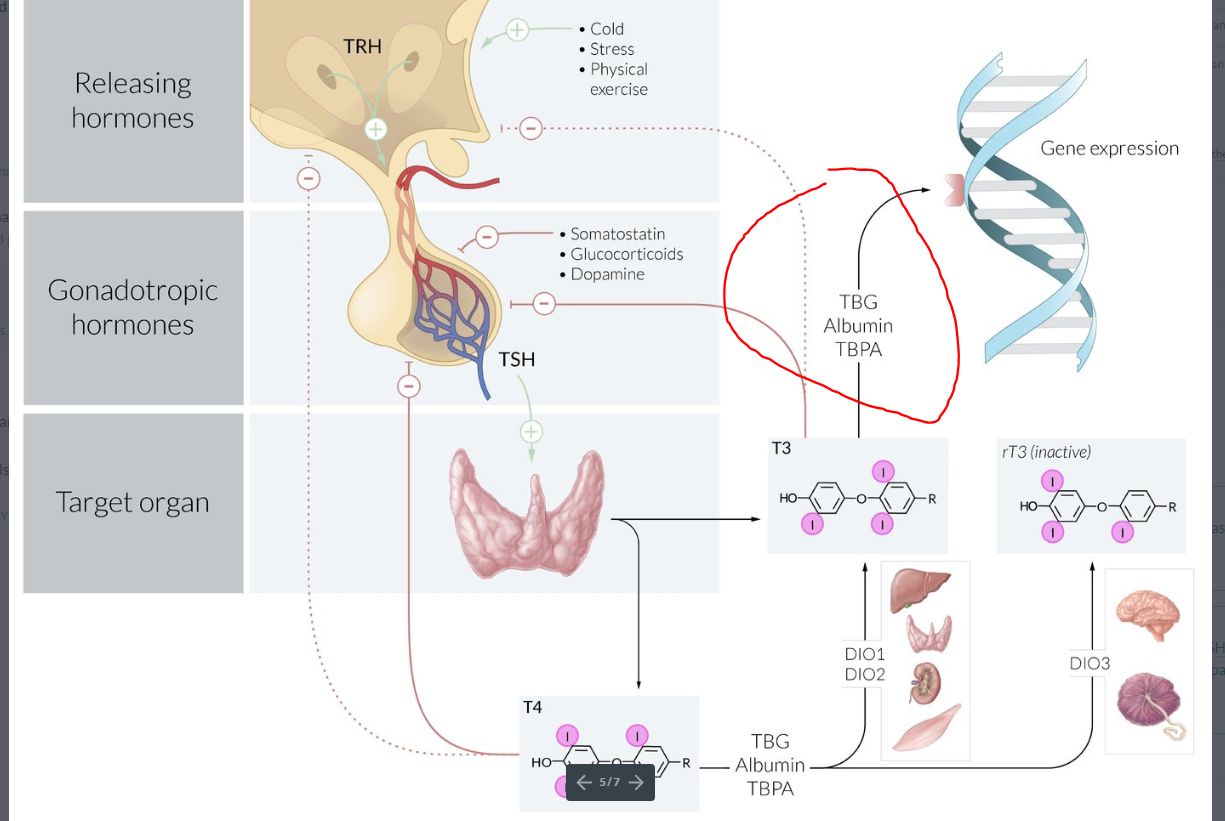 Releasing
hormones
TRH
+
+
• Cold
• Stress
• Physical
exercise
−
−
Gene expression
Gonadotropic
hormones
−
• Somatostatin
• Glucocorticoids
• Dopamine
−
TBG
Albumin
TBPA
TSH
−
+
Target organ
T3
HO
O
R
I
I
I
rT3 (inactive)
HO
O
R
I
I
I
DIO1
DIO2
DIO3
T4
I
I
HO
O
R
I
← 5/7 →
TBG
Albumin
TBPA